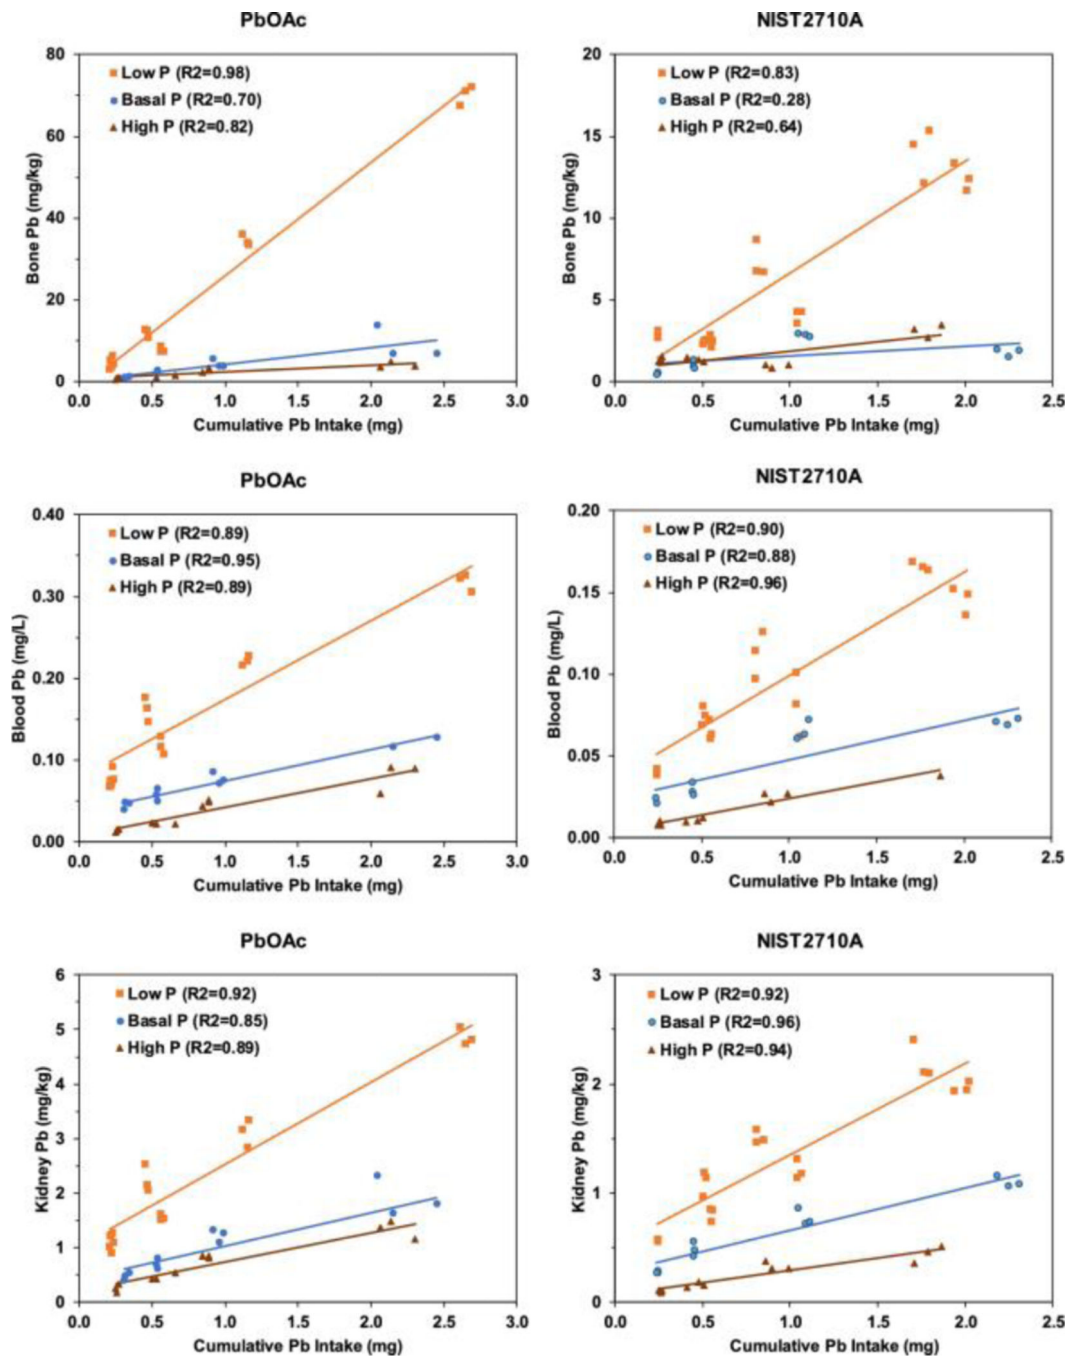 PbOAc
Bone Pb (mg/kg)
80
60
40
20
0
Low P (R2=0.98)
Basal P (R2=0.70)
High P (R2=0.82)
0.0 0.5 1.0 1.5 2.0 2.5 3.0
Cumulative Pb Intake (mg)
NIST2710A
Bone Pb (mg/kg)
20
15
10
5
0
Low P (R2=0.83)
Basal P (R2=0.28)
High P (R2=0.64)
0.0 0.5 1.0 1.5 2.0 2.5
Cumulative Pb Intake (mg)
PbOAc
Blood Pb (mg/L)
0.40
0.30
0.20
0.10
0.00
Low P (R2=0.89)
Basal P (R2=0.95)
High P (R2=0.89)
0.0 0.5 1.0 1.5 2.0 2.5 3.0
Cumulative Pb Intake (mg)
NIST2710A
Blood Pb (mg/L)
0.20
0.15
0.10
0.05
0.00
Low P (R2=0.90)
Basal P (R2=0.88)
High P (R2=0.96)
0.0 0.5 1.0 1.5 2.0 2.5
Cumulative Pb Intake (mg)
PbOAc
Kidney Pb (mg/kg)
6
5
4
3
2
1
0
Low P (R2=0.92)
Basal P (R2=0.85)
High P (R2=0.89)
0.0 0.5 1.0 1.5 2.0 2.5 3.0
Cumulative Pb Intake (mg)
NIST2710A
Kidney Pb (mg/kg)
3
2
1
0
Low P (R2=0.92)
Basal P (R2=0.96)
High P (R2=0.94)
0.0 0.5 1.0 1.5 2.0 2.5
Cumulative Pb Intake (mg)